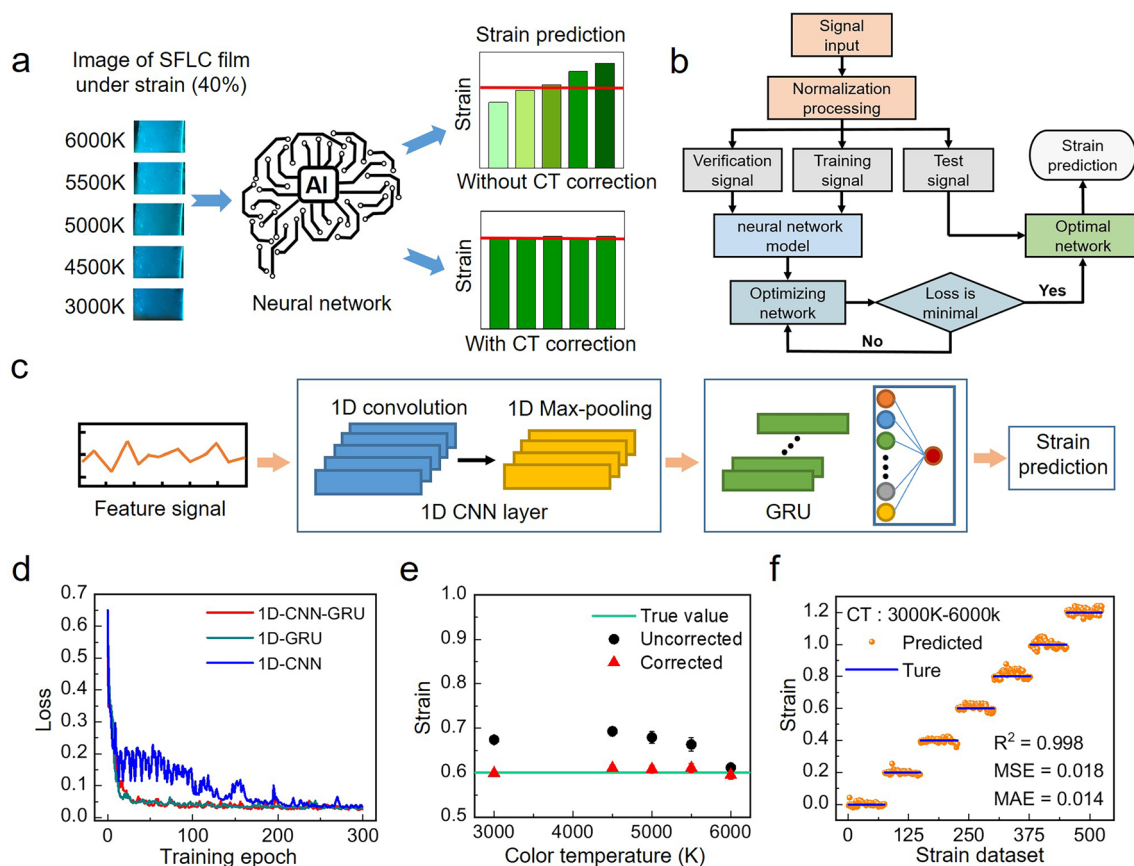 a
Image of SFLC film
under strain (40%)
6000K
5500K
5000K
4500K
3000K
AI
Neural network
Strain prediction
Strain
Without CT correction
Strain
With CT correction
b
Signal
input
Normalization
processing
Verification
signal
Training
signal
Test
signal
Strain
prediction
neural network
model
Optimal
network
Optimizing
network
Loss is
minimal
Yes
No
c
Feature signal
1D convolution
1D Max-pooling
1D CNN layer
GRU
Strain
prediction
d
Loss
0.7
0.6
0.5
0.4
0.3
0.2
0.1
0.0
1D-CNN-GRU
1D-GRU
1D-CNN
0
100
200
300
Training epoch
e
Strain
1.0
0.9
0.8
0.7
0.6
0.5
True value
Uncorrected
Corrected
3000
4000
5000
6000
Color temperature (K)
f
Strain
1.2
1.0
0.8
0.6
0.4
0.2
0.0
CT : 3000K-6000k
Predicted
Ture
R² = 0.998
MSE = 0.018
MAE = 0.014
0
125
250
375
500
Strain dataset